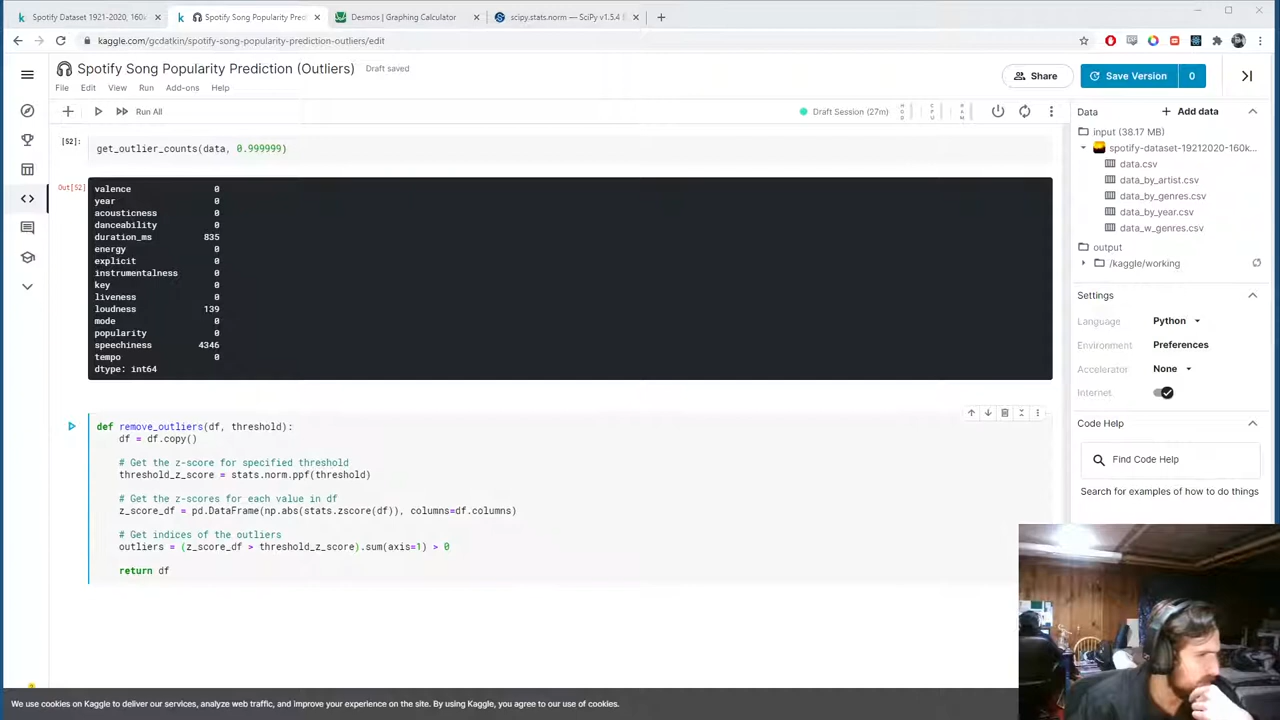 Spotify Dataset 1921-2020, 160
Spotify Song Popularity Pred
Desmos | Graphing Calculator
scipy.stats.norm — SciPy v1.5.4
kaggle.com/gcdatkin/spotify-song-popularity-prediction-outliers/edit
Spotify Song Popularity Prediction (Outliers)
Draft saved
File Edit View Run Add-ons Help
Share
Save Version 0
Run All
Draft Session (27m)
[52]:
get_outlier_counts(data, 0.999999)
Out[52]
valence 0
year 0
acousticness 0
danceability 0
duration_ms 835
energy 0
explicit 0
instrumentalness 0
key 0
liveness 0
loudness 139
mode 0
popularity 0
speechiness 4346
tempo 0
dtype: int64
def remove_outliers(df, threshold):
df = df.copy()
# Get the z-score for specified threshold
threshold_z_score = stats.norm.ppf(threshold)
# Get the z-scores for each value in df
z_score_df = pd.DataFrame(np.abs(stats.zscore(df)), columns=df.columns)
# Get indices of the outliers
outliers = (z_score_df > threshold_z_score).sum(axis=1) > 0
return df
Data
Add data
input (38.17 MB)
spotify-dataset-19212020-160k...
data.csv
data_by_artist.csv
data_by_genres.csv
data_by_year.csv
data_w_genres.csv
output
/kaggle/working
Settings
Language Python
Environment Preferences
Accelerator None
Internet
Code Help
Find Code Help
Search for examples of how to do things
We use cookies on Kaggle to deliver our services, analyze web traffic, and improve your experience on the site. By using Kaggle, you agree to our use of cookies.